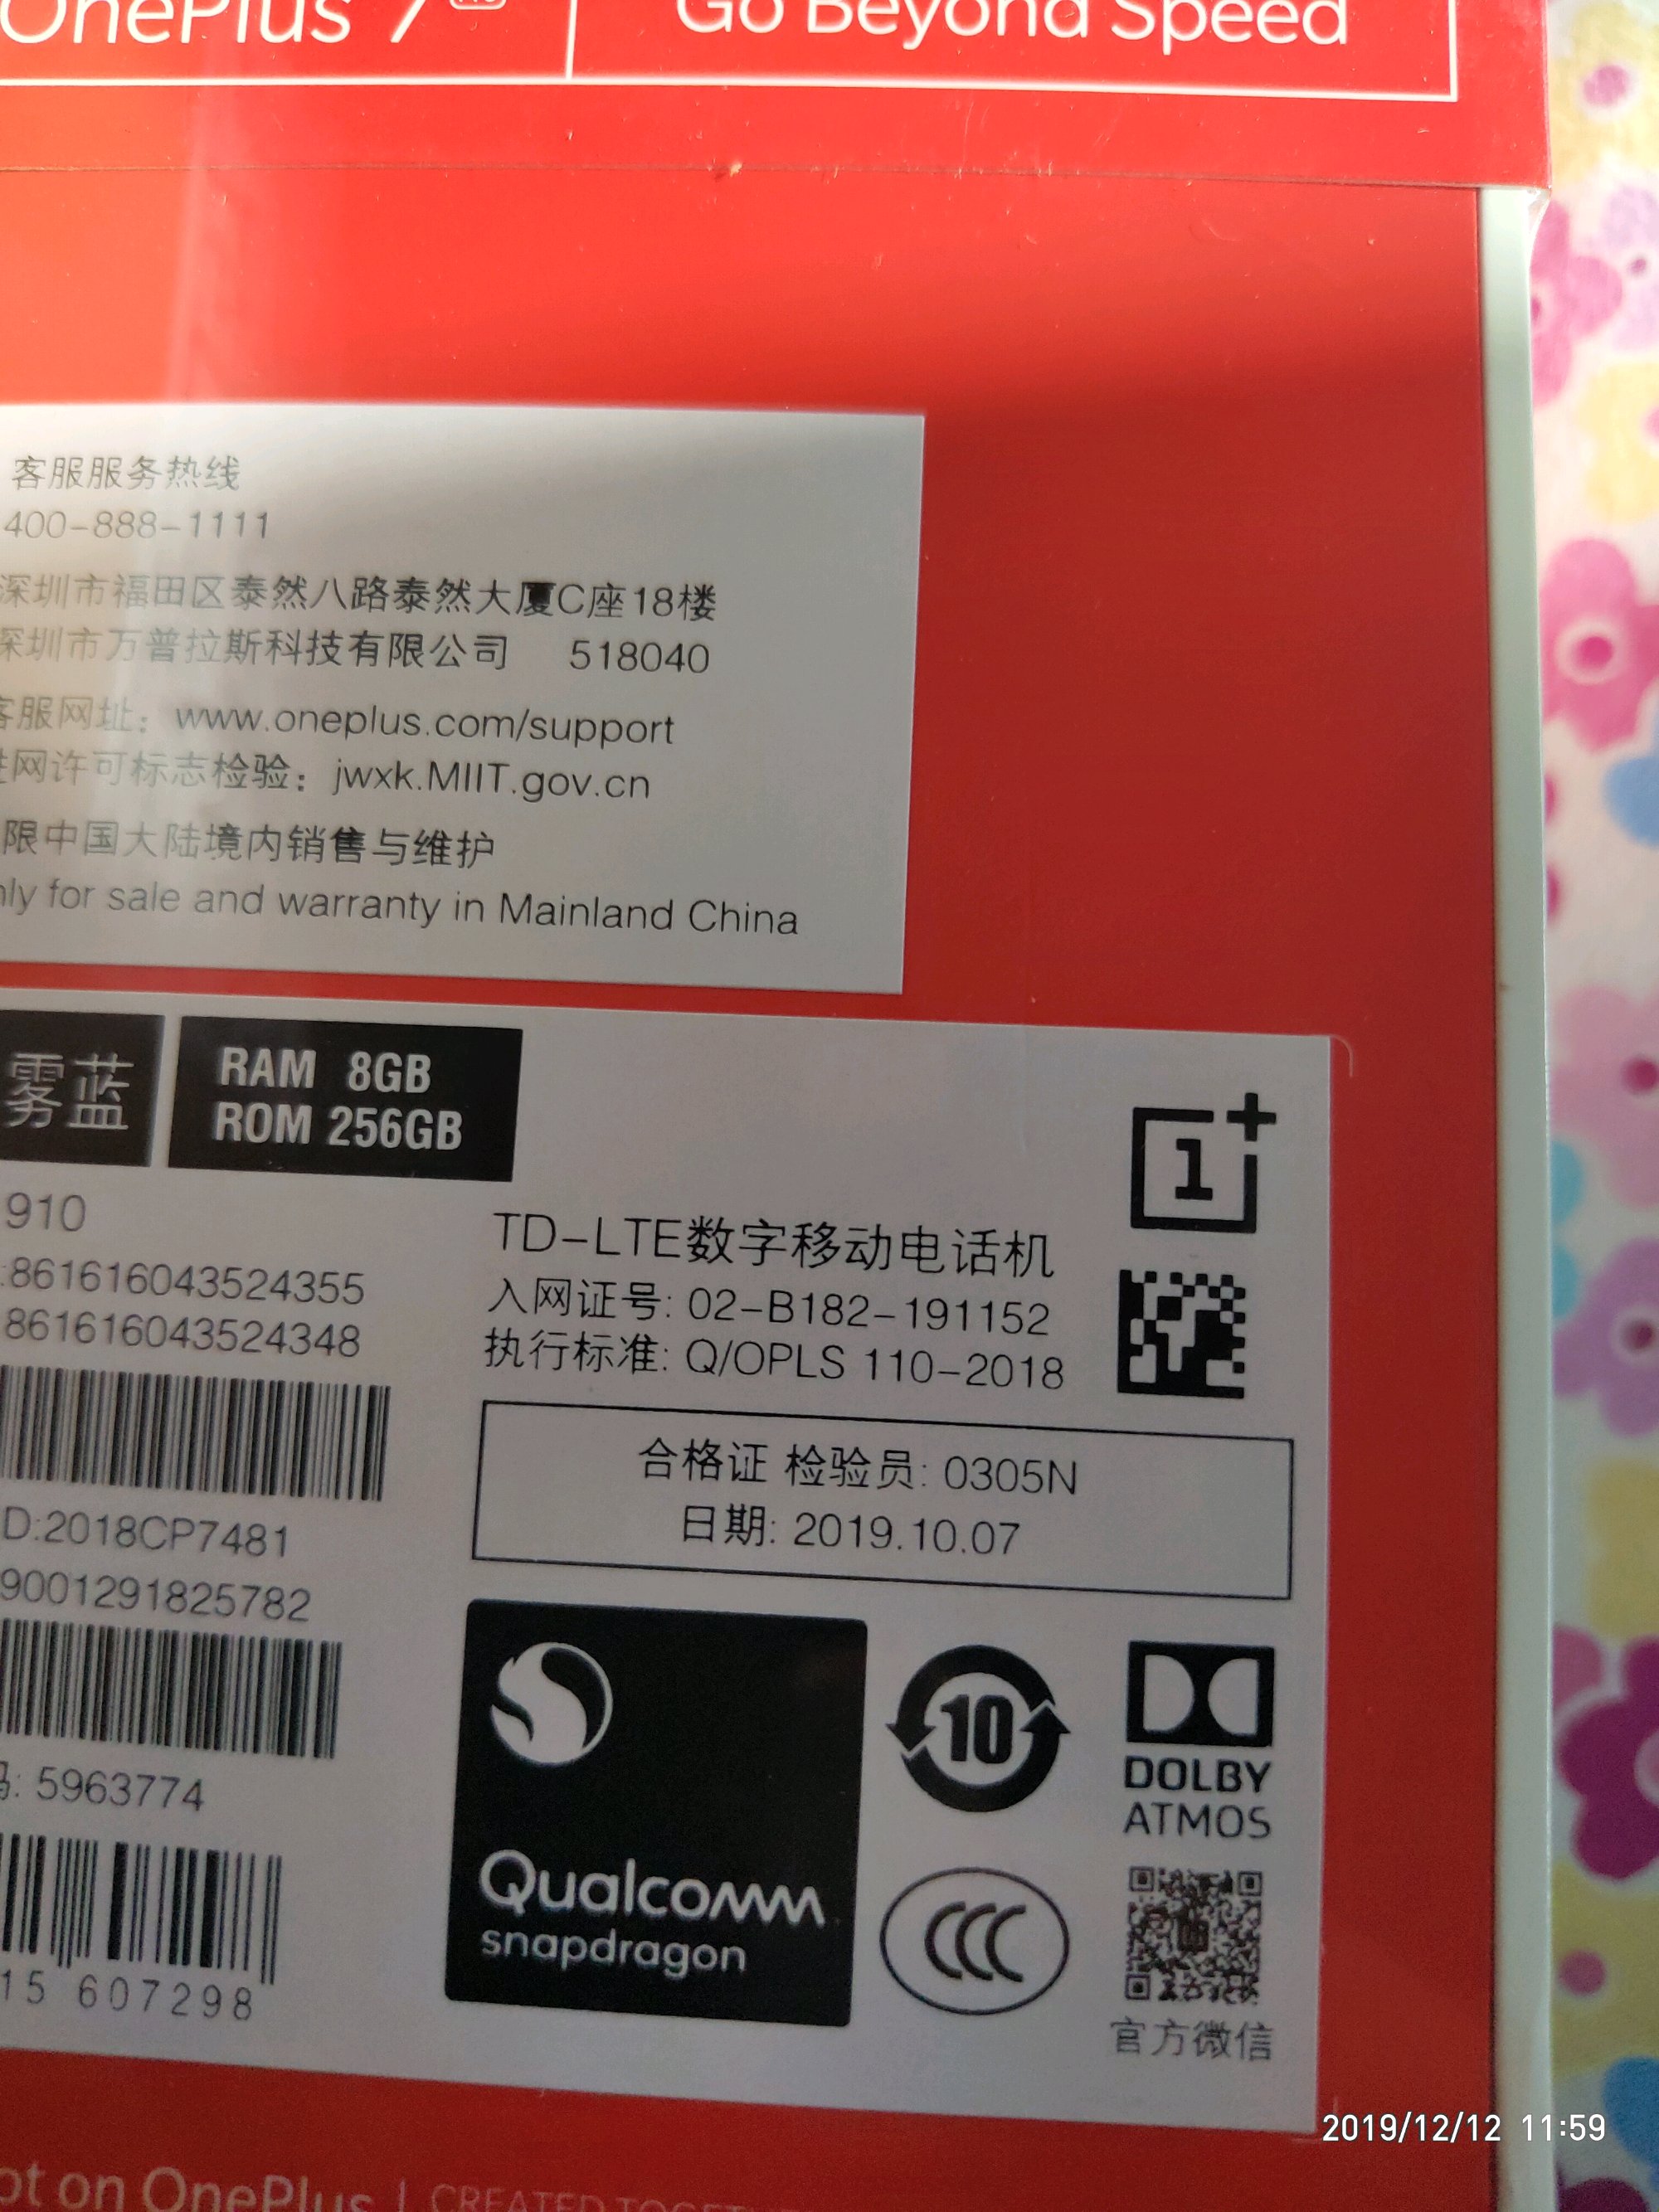 OnePlus 7
Go Beyond Speed
客服服务热线
400-888-1111
深圳市福田区泰然八路泰然大厦C座18楼
深圳市万普拉斯科技有限公司 518040
客服网址：www.oneplus.com/support
网许可标志检验：jwxk.MIIT.gov.cn
限中国大陆境内销售与维护
nly for sale and warranty in Mainland China
雾蓝
RAM 8GB
ROM 256GB
910
:861616043524355
861616043524348
D:2018CP7481
9001291825782
码: 5963774
15 607298
1+
TD-LTE数字移动电话机
入网证号: 02-B182-191152
执行标准: Q/OPLS 110-2018
合格证 检验员: 0305N
日期: 2019.10.07
Qualcomm
snapdragon
10
DOLBY
ATMOS
CCC
官方微信
2019/12/12 11:59
pt on OnePlus | CREATED TOGETHE